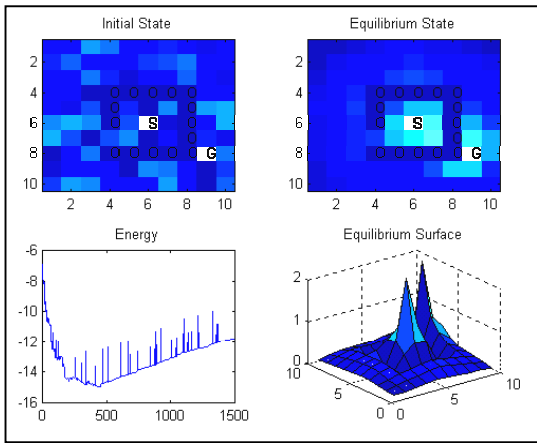 Initial State
2
4
6
8
10
O O O O O
O O
O S O
O O
O O O O O G
2 4 6 8 10
Equilibrium State
2
4
6
8
10
O O O O O
O O
O S O
O O
O O O O O G
2 4 6 8 10
Energy
-6
-8
-10
-12
-14
-16
0 500 1000 1500
Equilibrium Surface
2
1
0
10
5
0
0
5
10